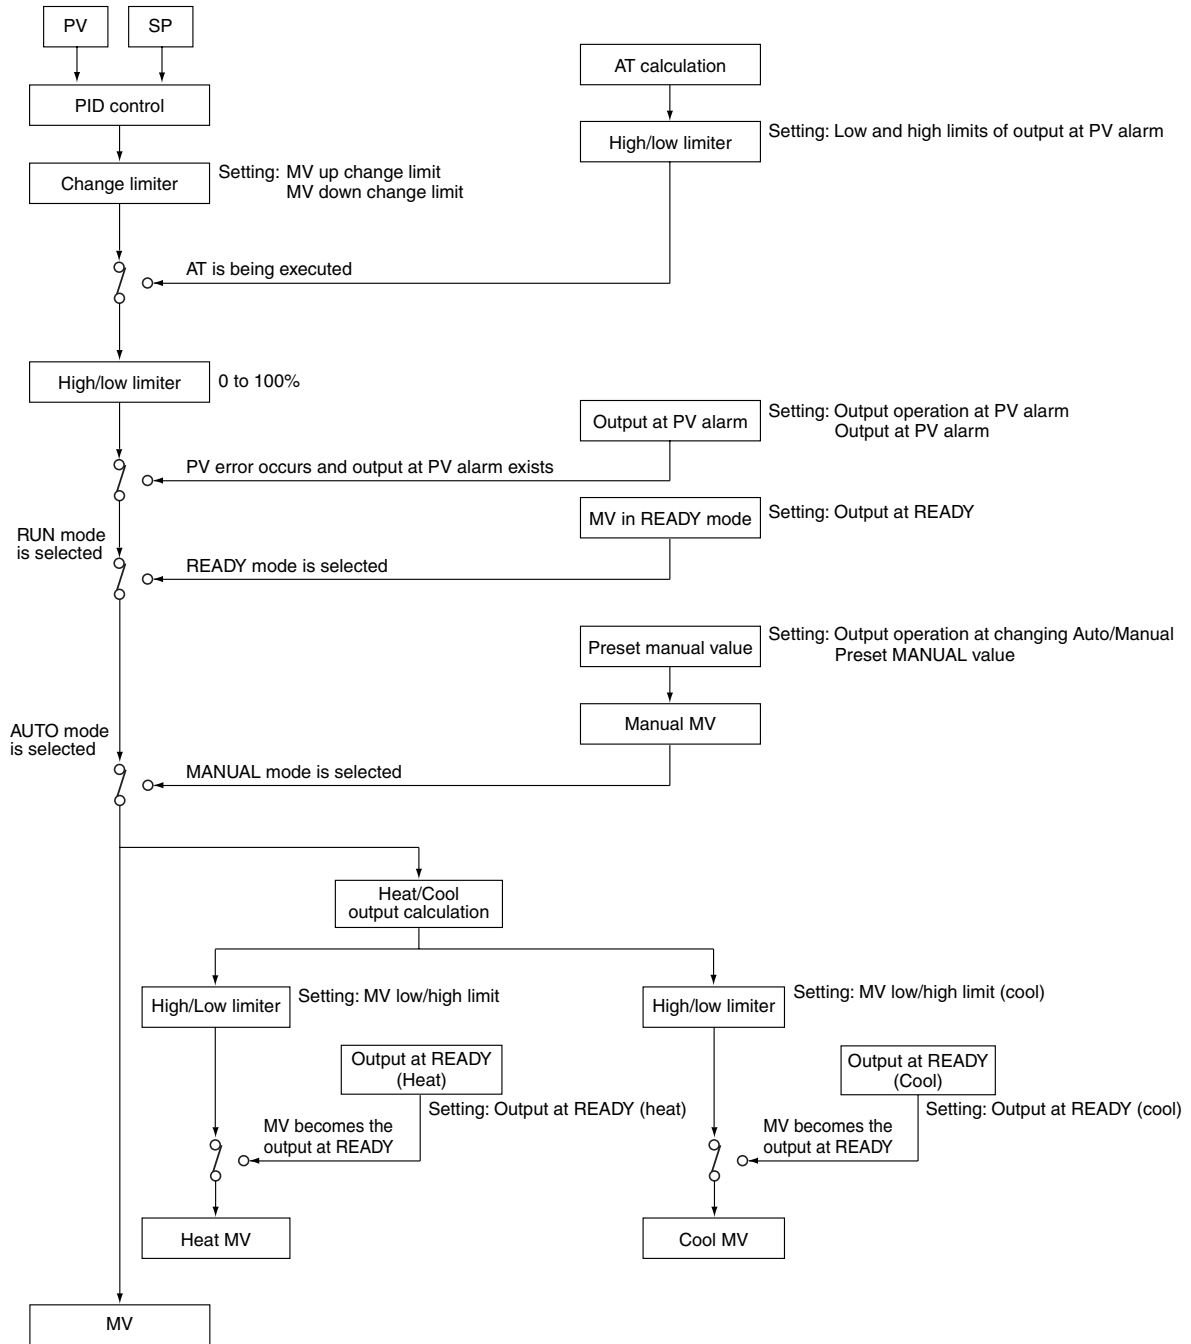 PV
SP
AT calculation
PID control
High/low limiter
Setting: Low and high limits of output at PV alarm
Change limiter
Setting: MV up change limit
MV down change limit
AT is being executed
High/low limiter
0 to 100%
Output at PV alarm
Setting: Output operation at PV alarm
Output at PV alarm
PV error occurs and output at PV alarm exists
MV in READY mode
Setting: Output at READY
RUN mode
is selected
READY mode is selected
Preset manual value
Setting: Output operation at changing Auto/Manual
Preset MANUAL value
Manual MV
AUTO mode
is selected
MANUAL mode is selected
Heat/Cool
output calculation
High/Low limiter
Setting: MV low/high limit
High/low limiter
Setting: MV low/high limit (cool)
Output at READY
(Heat)
Setting: Output at READY (heat)
MV becomes the
output at READY
Output at READY
(Cool)
Setting: Output at READY (cool)
MV becomes the
output at READY
Heat MV
Cool MV
MV